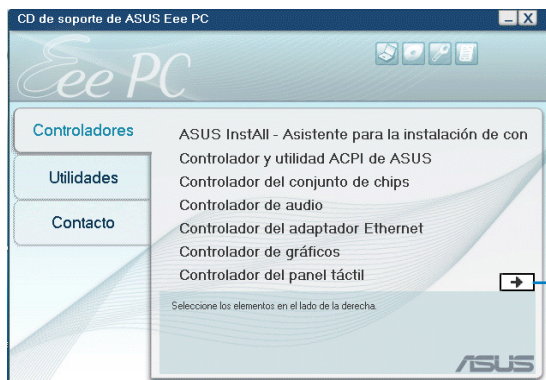 CD de soporte de ASUS Eee PC
Eee PC
Controladores
Utilidades
Contacto
ASUS InstAll - Asistente para la instalación de con
Controlador y utilidad ACPI de ASUS
Controlador del conjunto de chips
Controlador de audio
Controlador del adaptador Ethernet
Controlador de gráficos
Controlador del panel táctil
Seleccione los elementos en el lado de la derecha.
ASUS